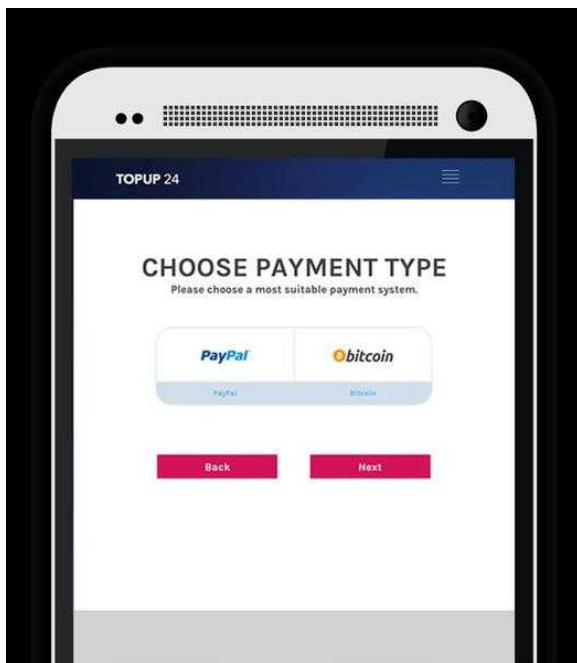 TOPUP 24
CHOOSE PAYMENT TYPE
Please choose a most suitable payment system.
PayPal bitcoin
PayPal Bitcoin
Back Next